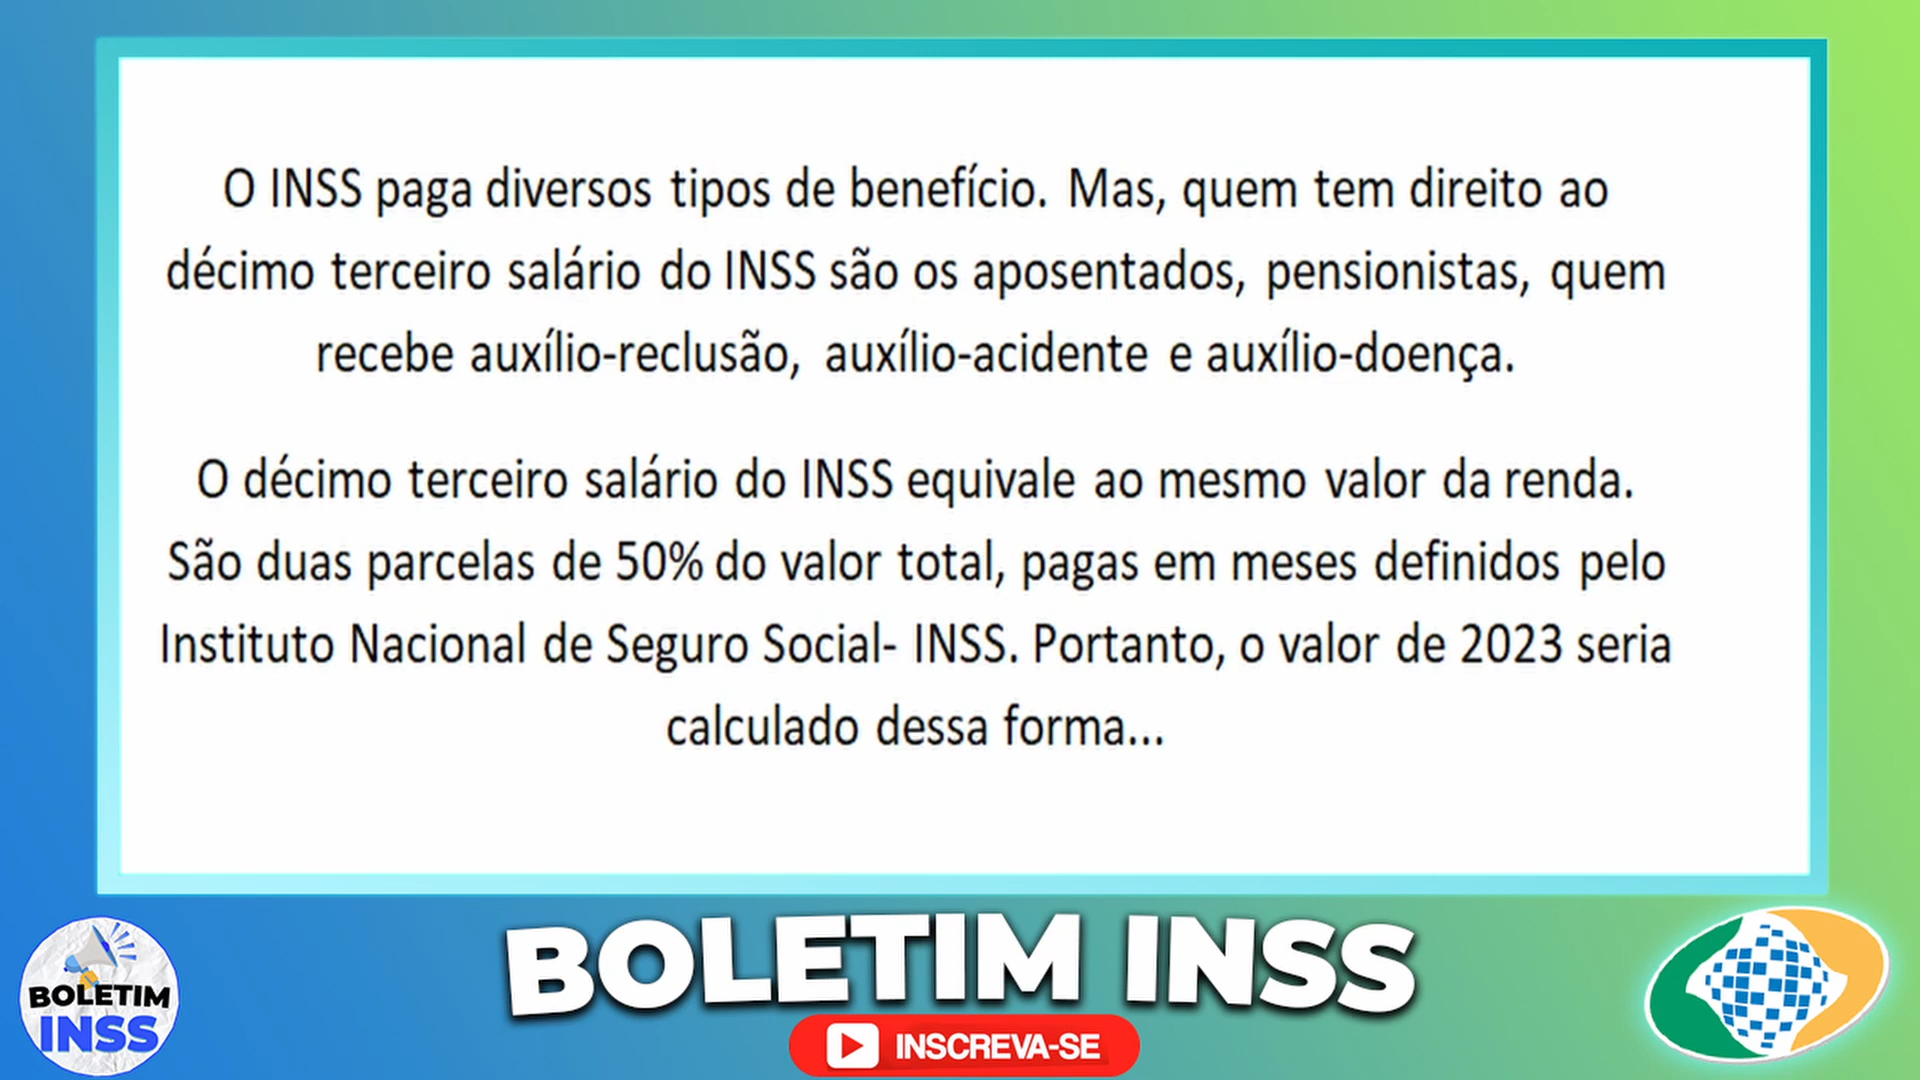 O INSS paga diversos tipos de benefício. Mas, quem tem direito ao
décimo terceiro salário do INSS são os aposentados, pensionistas, quem
recebe auxílio-reclusão, auxílio-acidente e auxílio-doença.
O décimo terceiro salário do INSS equivale ao mesmo valor da renda.
São duas parcelas de 50% do valor total, pagas em meses definidos pelo
Instituto Nacional de Seguro Social- INSS. Portanto, o valor de 2023 seria
calculado dessa forma...
BOLETIM INSS
BOLETIM
INSS
INSCREVA-SE